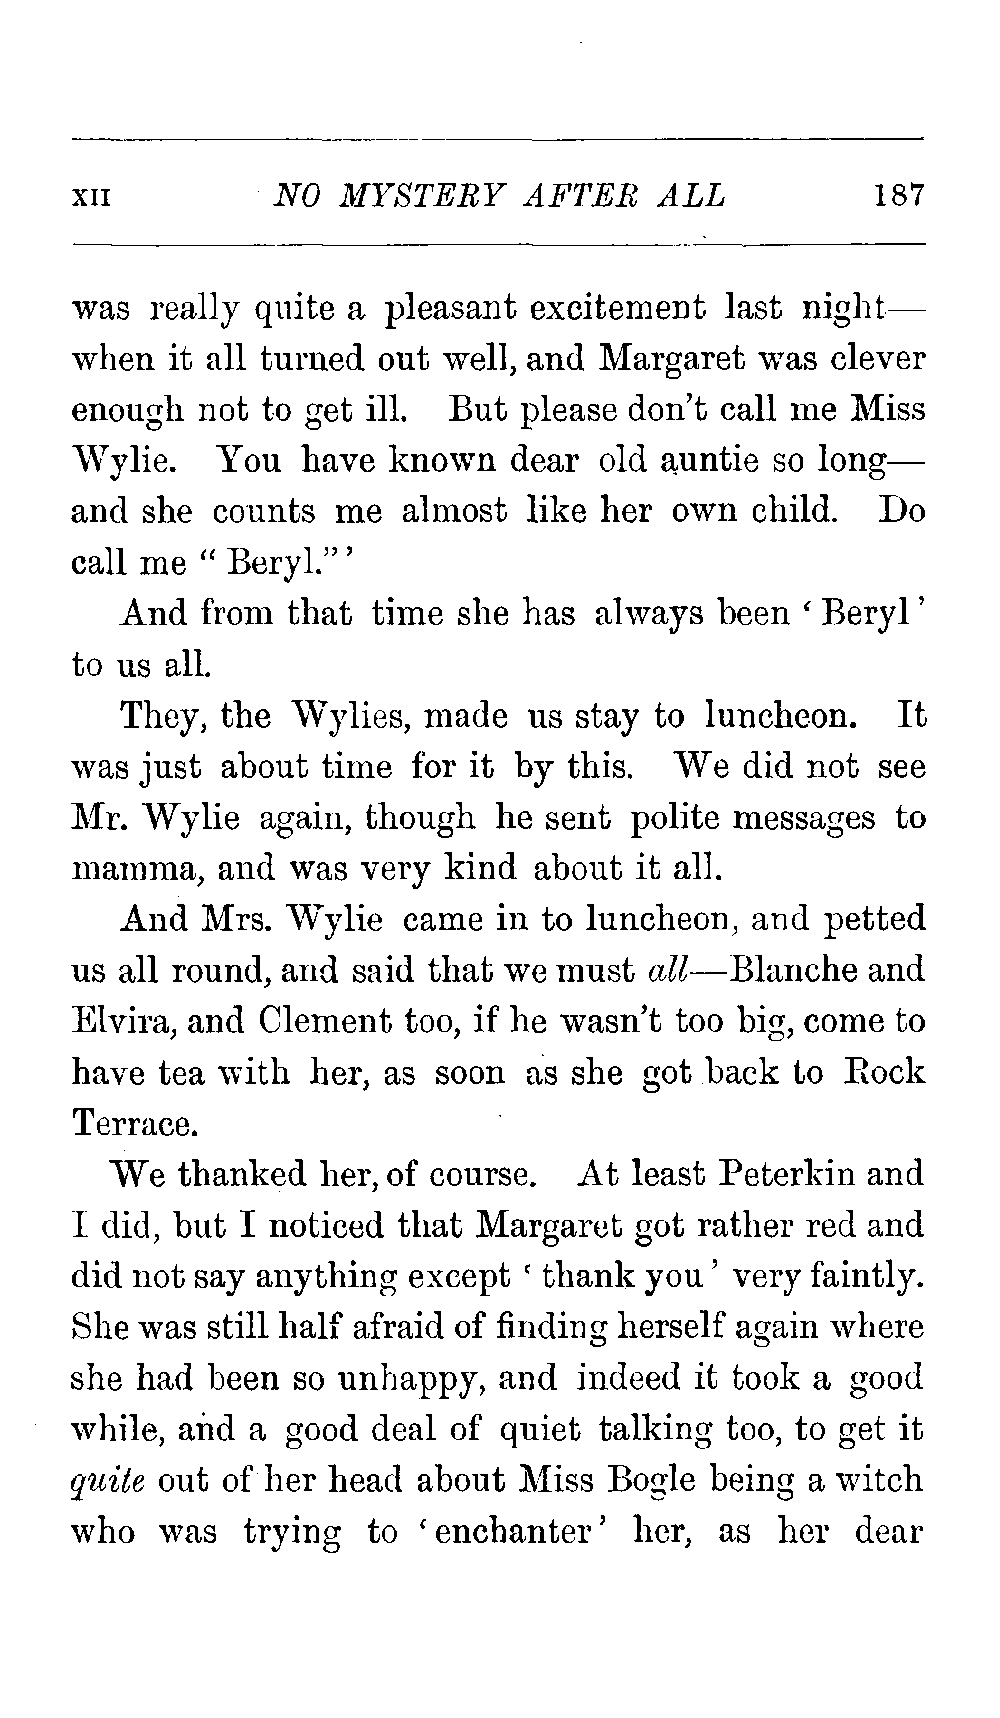 XII NO MYSTERY AFTER ALL 187
was really quite a pleasant excitement last night—
when it all turned out well, and Margaret was clever
enough not to get ill. But please don't call me Miss
Wylie. You have known dear old auntie so long—
and she counts me almost like her own child. Do
call me “ Beryl.” ’
And from that time she has always been ‘ Beryl ’
to us all.
They, the Wylies, made us stay to luncheon. It
was just about time for it by this. We did not see
Mr. Wylie again, though he sent polite messages to
mamma, and was very kind about it all.
And Mrs. Wylie came in to luncheon, and petted
us all round, and said that we must all—Blanche and
Elvira, and Clement too, if he wasn't too big, come to
have tea with her, as soon as she got back to Rock
Terrace.
We thanked her, of course. At least Peterkin and
I did, but I noticed that Margaret got rather red and
did not say anything except ‘ thank you ’ very faintly.
She was still half afraid of finding herself again where
she had been so unhappy, and indeed it took a good
while, and a good deal of quiet talking too, to get it
quite out of her head about Miss Bogle being a witch
who was trying to ‘enchanter’ her, as her dear